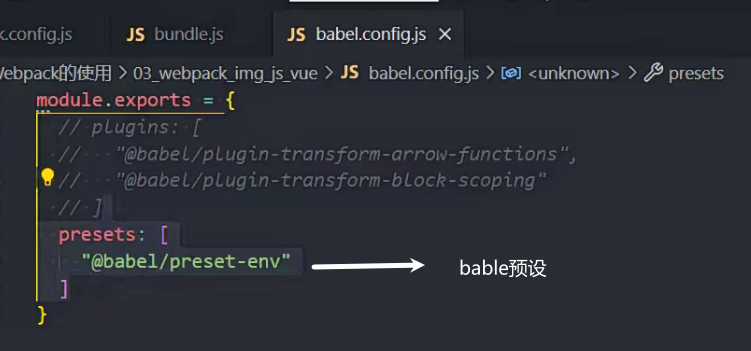 k.config.js JS bundle.js JS babel.config.js ×
Webpack的使用 > 03_webpack_img_js_vue > JS babel.config.js > <unknown> > presets
module.exports = {
// plugins: [
//   "@babel/plugin-transform-arrow-functions",
//   "@babel/plugin-transform-block-scoping"
// ]
presets: [
"@babel/preset-env"
bable预设
]
}